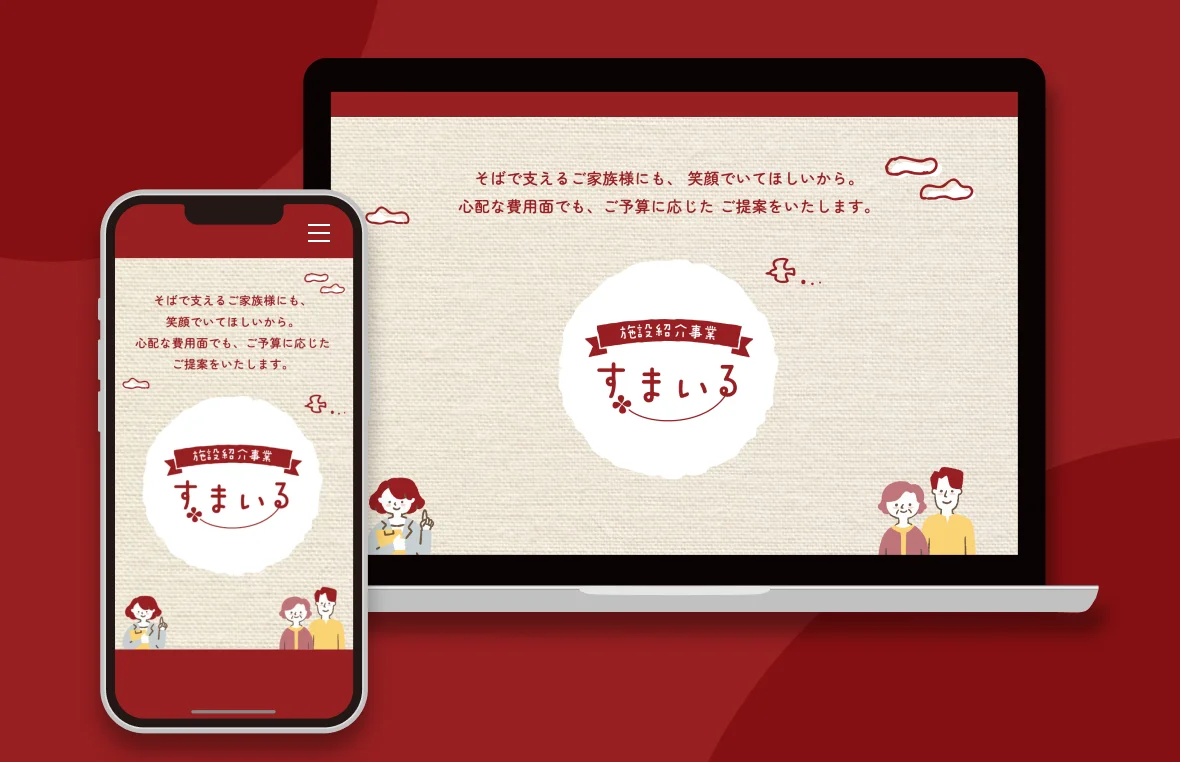 そばで支えるご家族様にも、 笑顔でいてほしいから。
心配な費用面でも、ご予算に応じた ご提案をいたします。
施設紹介事業
すまいる
そばで支えるご家族様にも、
笑顔でいてほしいから。
心配な費用面でも、ご予算に応じた
ご提案をいたします。
施設紹介事業
すまいる